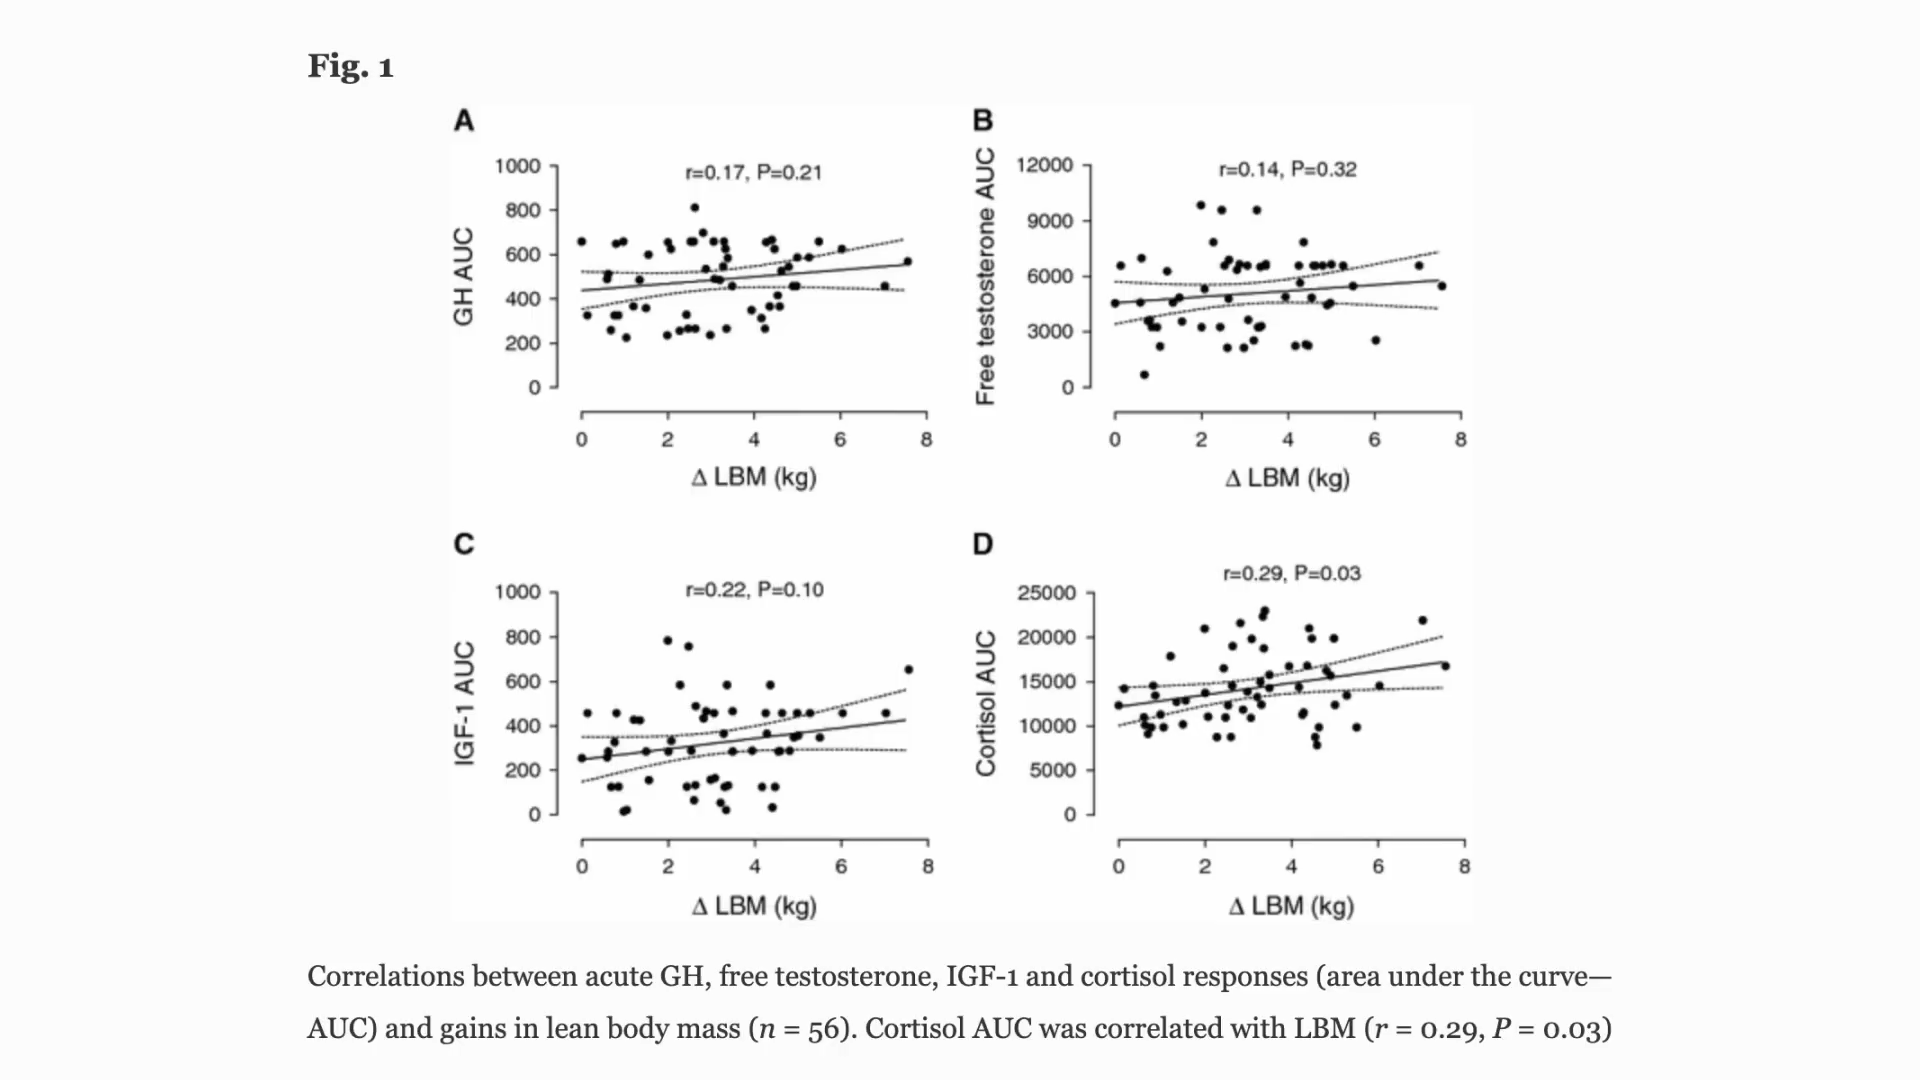 Fig. 1
A
r=0.17, P=0.21
GH AUC
1000
800
600
400
200
0
0 2 4 6 8
Δ LBM (kg)
B
r=0.14, P=0.32
Free testosterone AUC
12000
9000
6000
3000
0
0 2 4 6 8
Δ LBM (kg)
C
r=0.22, P=0.10
IGF-1 AUC
1000
800
600
400
200
0
0 2 4 6 8
Δ LBM (kg)
D
r=0.29, P=0.03
Cortisol AUC
25000
20000
15000
10000
5000
0
0 2 4 6 8
Δ LBM (kg)
Correlations between acute GH, free testosterone, IGF-1 and cortisol responses (area under the curve—
AUC) and gains in lean body mass (n = 56). Cortisol AUC was correlated with LBM (r = 0.29, P = 0.03)